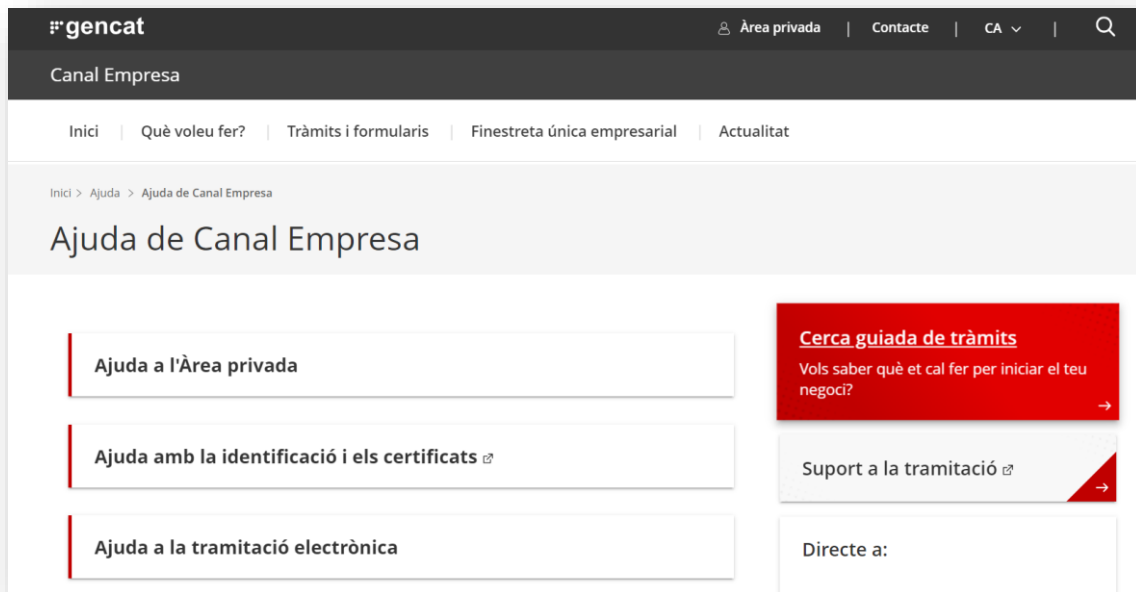 gencat
Àrea privada | Contacte | CA |
Canal Empresa
Inici | Què voleu fer? | Tràmits i formularis | Finestreta única empresarial | Actualitat
Inici > Ajuda > Ajuda de Canal Empresa
Ajuda de Canal Empresa
Ajuda a l'Àrea privada
Ajuda amb la identificació i els certificats
Ajuda a la tramitació electrònica
Cerca guiada de tràmits
Vols saber què et cal fer per iniciar el teu
negoci?
Suport a la tramitació
Directe a: